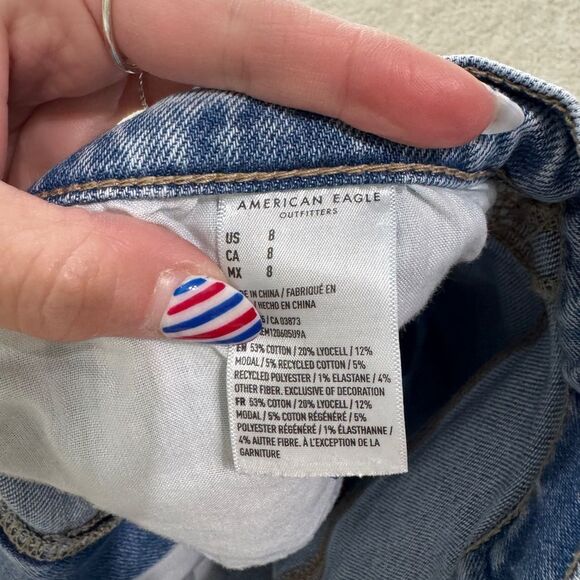 AMERICAN EAGLE
OUTFITTERS
US 8
CA 8
MX 8
IN CHINA / FABRIQUÉ EN
/ HECHO EN CHINA
/ CA 03873
EN 53% COTTON / 20% LYOCELL / 12%
MODAL / 5% RECYCLED COTTON / 5%
RECYCLED POLYESTER / 1% ELASTANE / 4%
OTHER FIBER. EXCLUSIVE OF DECORATION
FR 53% COTON / 20% LYOCELL / 12%
MODAL / 5% COTON RÉGÉNÉRÉ / 5%
POLYESTER RÉGÉNÉRÉ / 1% ÉLASTHANNE /
4% AUTRE FIBRE. À L'EXCEPTION DE LA
GARNITURE